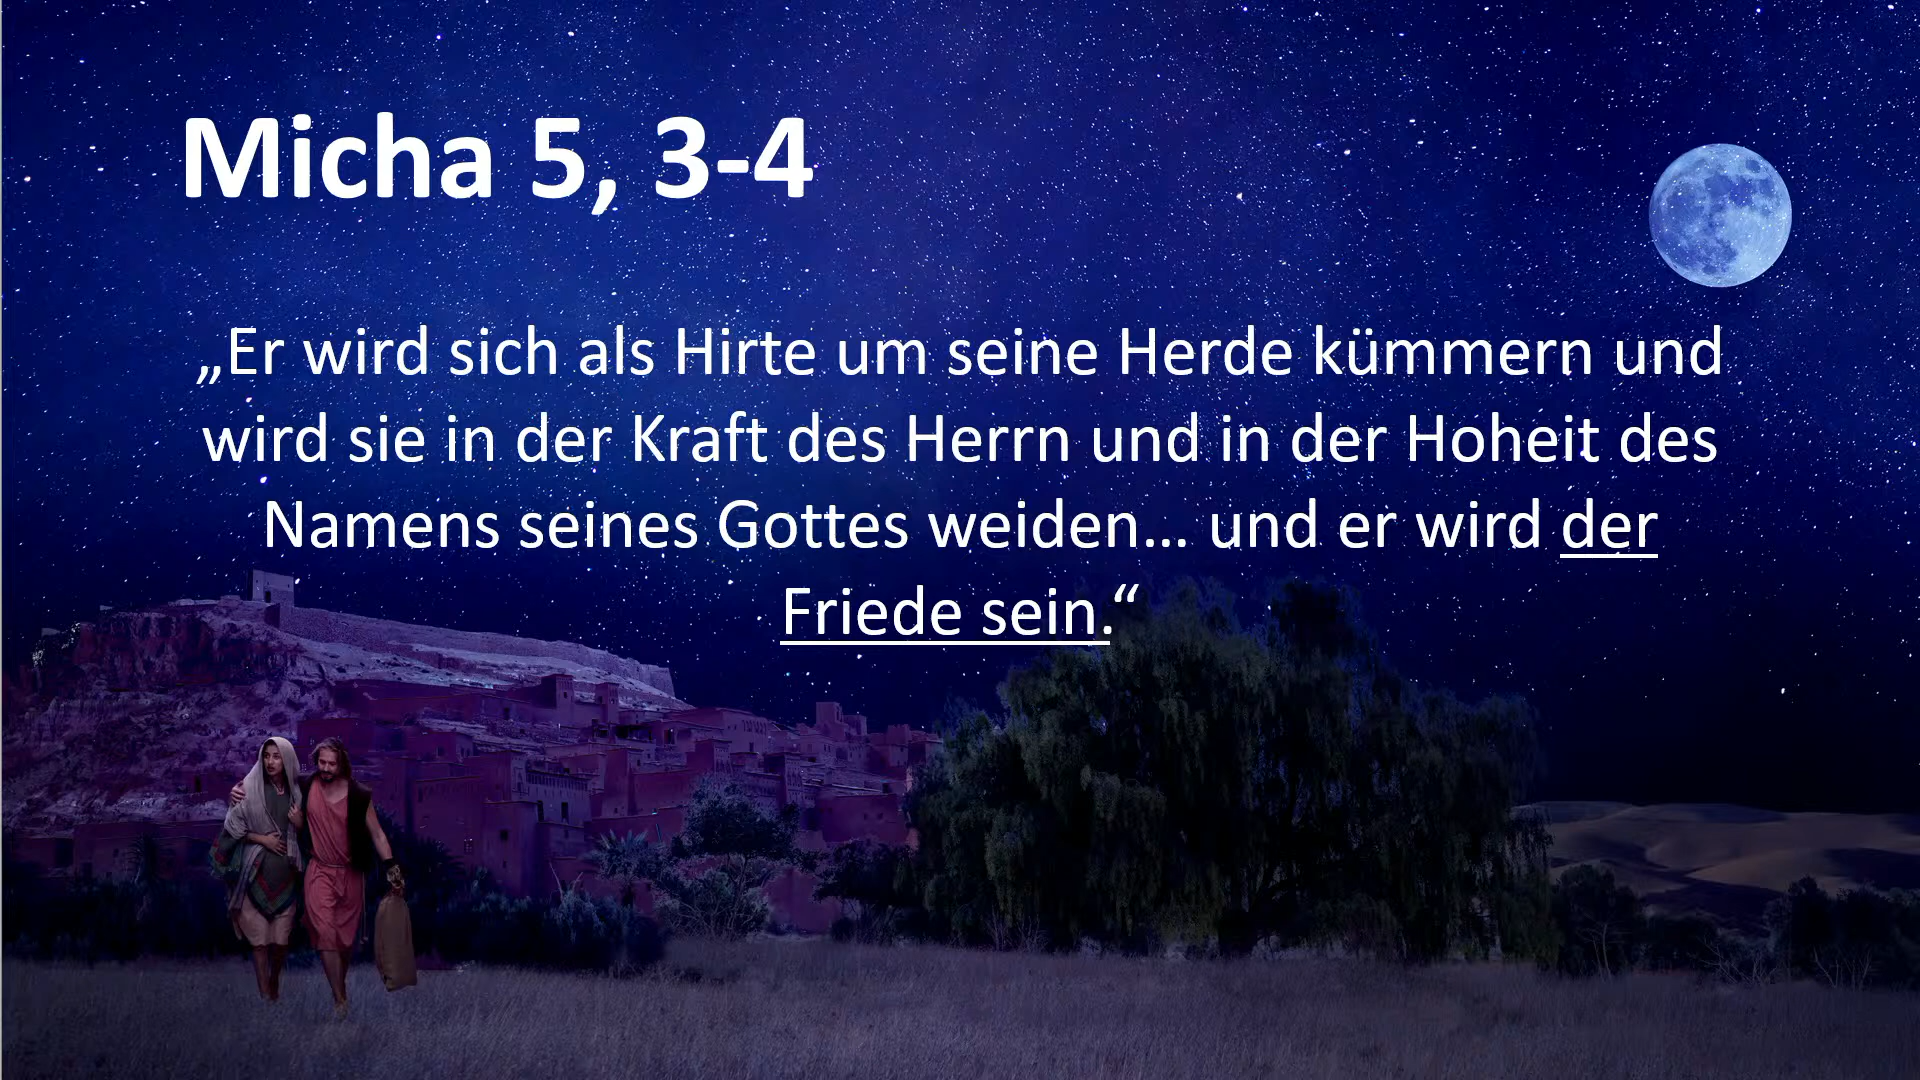 Micha 5, 3-4
„Er wird sich als Hirte um seine Herde kümmern und
wird sie in der Kraft des Herrn und in der Hoheit des
Namens seines Gottes weiden… und er wird der
Friede sein.“